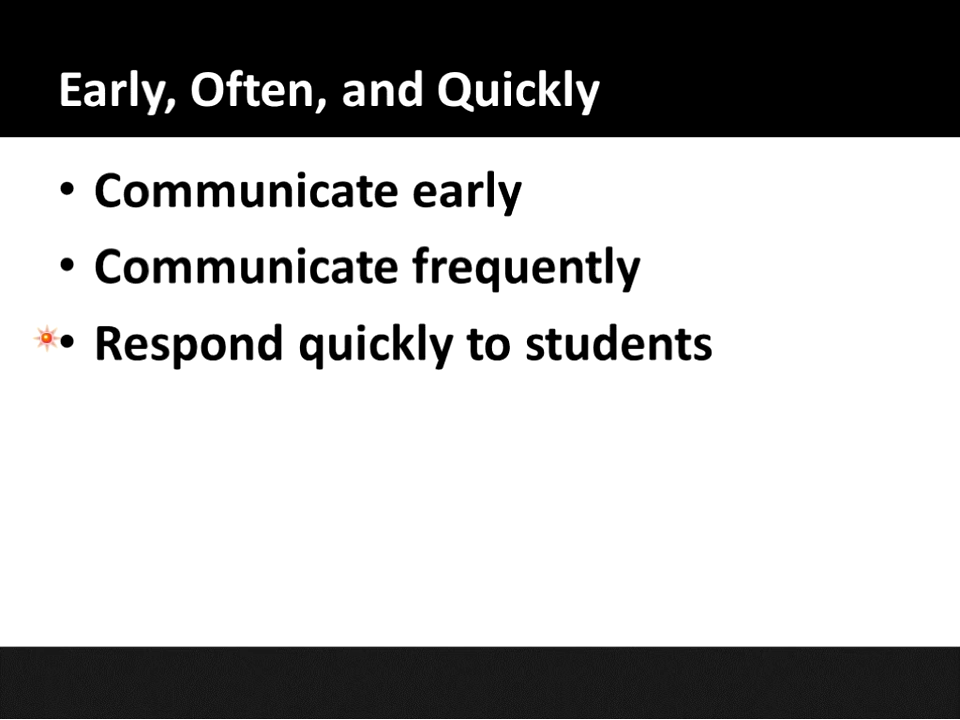 Early, Often, and Quickly
• Communicate early
• Communicate frequently
• Respond quickly to students